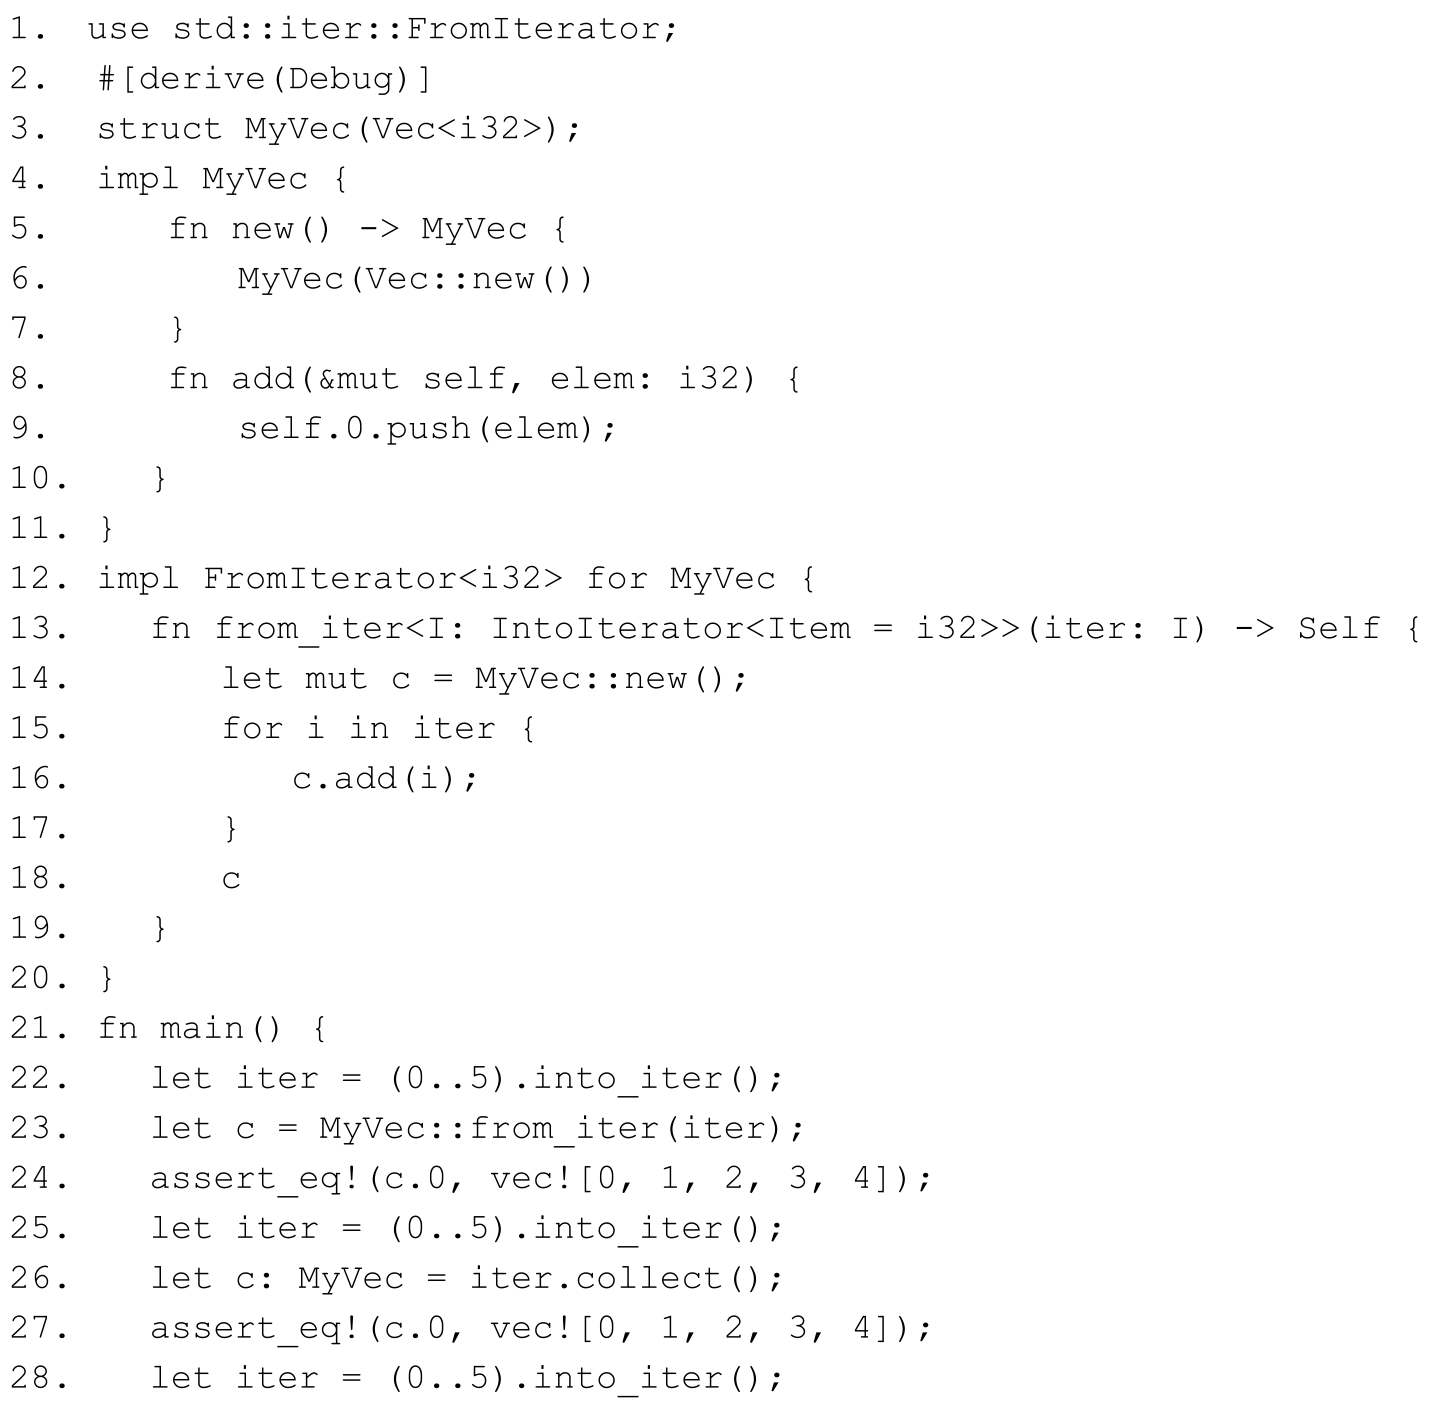 1. use std::iter::FromIterator;
2. #[derive(Debug)]
3. struct MyVec(Vec<i32>);
4. impl MyVec {
5. fn new() -> MyVec {
6. MyVec(Vec::new())
7. }
8. fn add(&mut self, elem: i32) {
9. self.0.push(elem);
10. }
11. }
12. impl FromIterator<i32> for MyVec {
13. fn from_iter<I: IntoIterator<Item = i32>>(iter: I) -> Self {
14. let mut c = MyVec::new();
15. for i in iter {
16. c.add(i);
17. }
18. c
19. }
20. }
21. fn main() {
22. let iter = (0..5).into_iter();
23. let c = MyVec::from_iter(iter);
24. assert_eq!(c.0, vec![0, 1, 2, 3, 4]);
25. let iter = (0..5).into_iter();
26. let c: MyVec = iter.collect();
27. assert_eq!(c.0, vec![0, 1, 2, 3, 4]);
28. let iter = (0..5).into_iter();